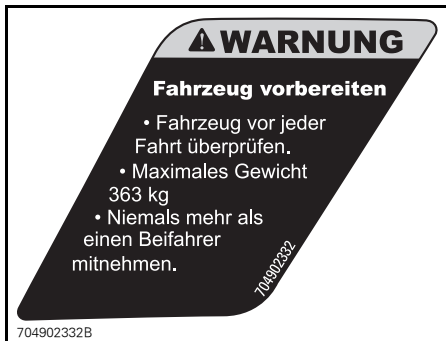 WARNUNG
Fahrzeug vorbereiten
• Fahrzeug vor jeder
Fahrt überprüfen.
• Maximales Gewicht
363 kg
• Niemals mehr als
einen Beifahrer
mitnehmen.
704902332
704902332B